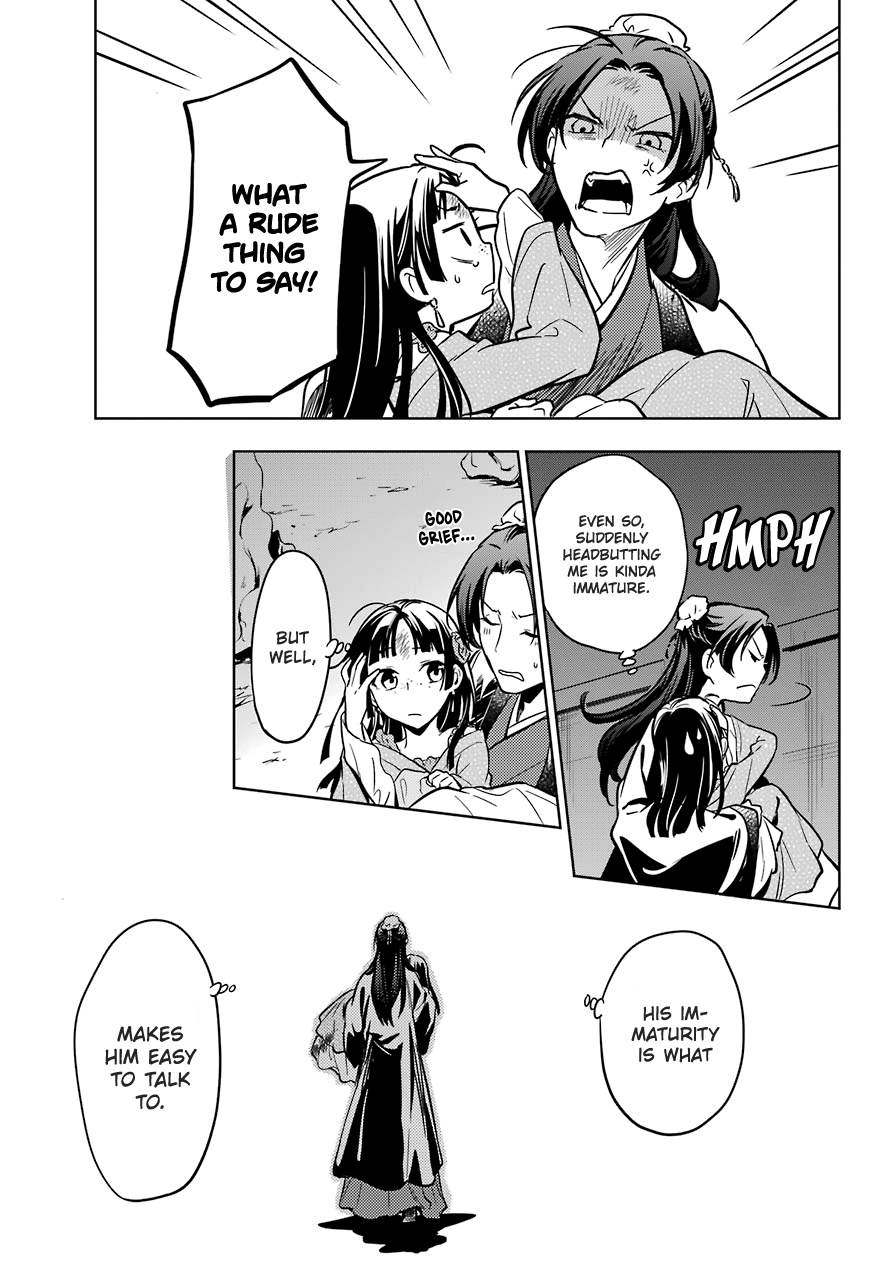 WHAT
A RUDE
THING
TO SAY!
HMPH
EVEN SO,
SUDDENLY
HEADBUTTING
ME IS KINDA
IMMATURE.
GOOD
GRIEF...
BUT
WELL,
HIS IM-
MATURITY
IS WHAT
MAKES
HIM EASY
TO TALK
TO.